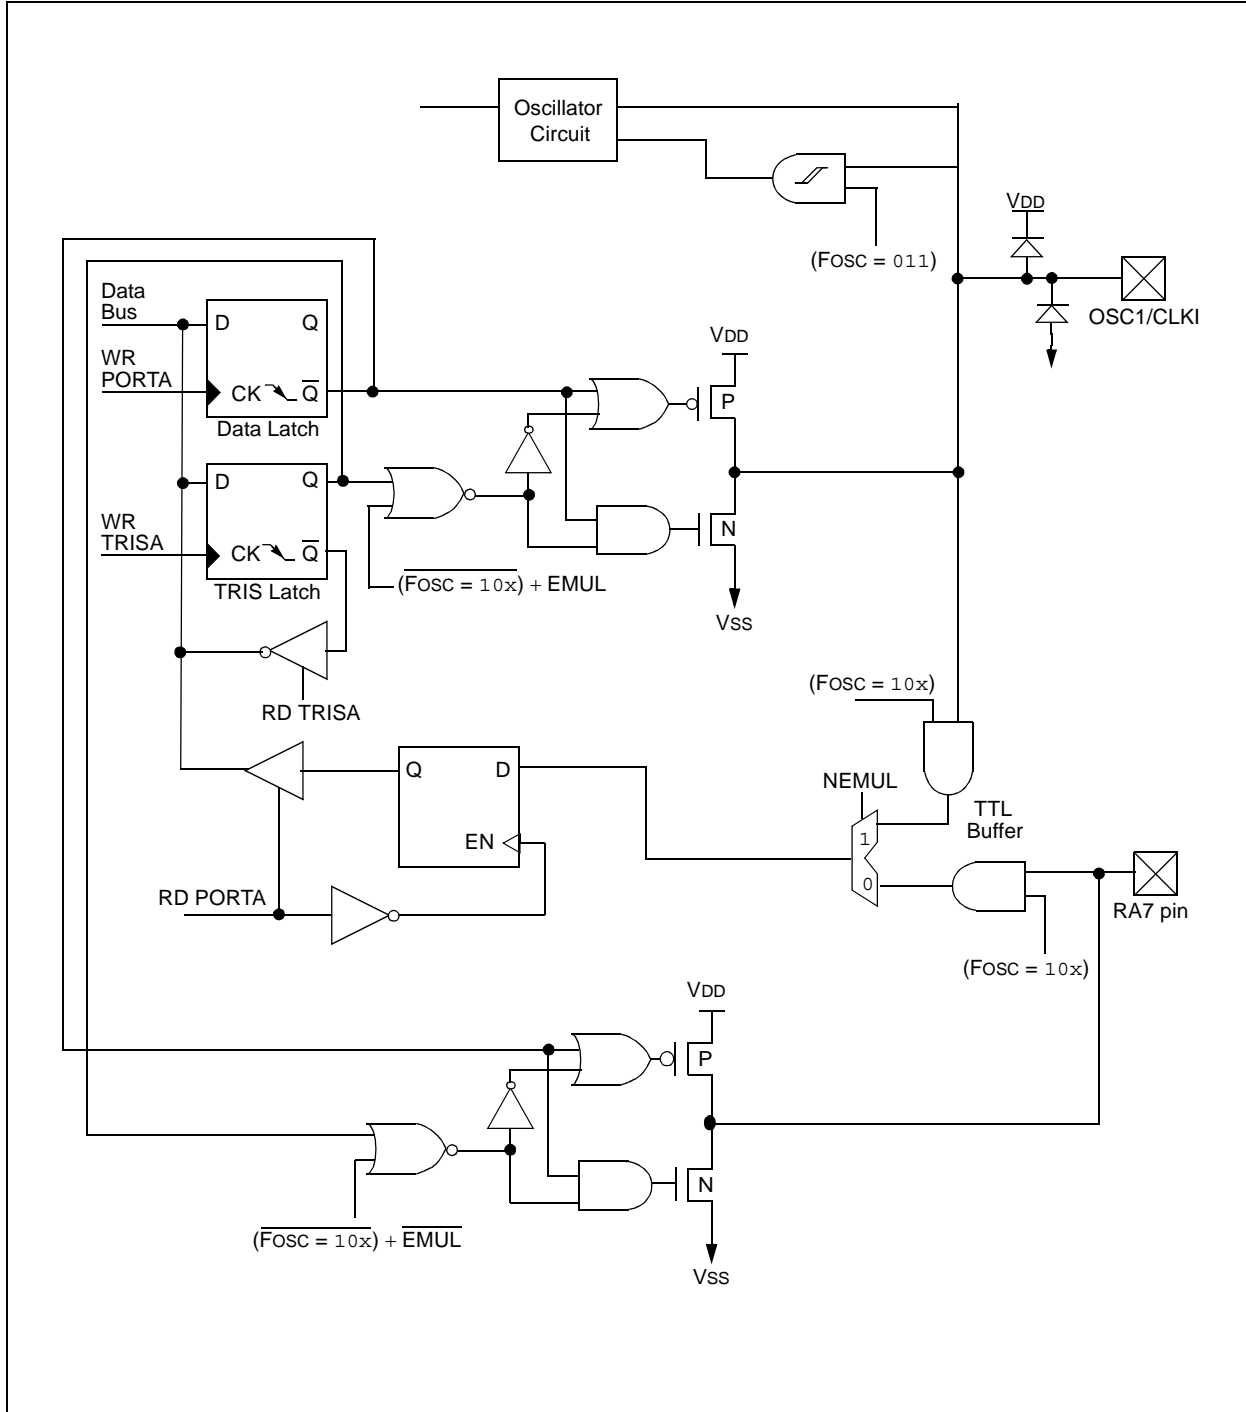 Oscillator
Circuit
(FOSC = 011)
VDD
OSC1/CLKI
Data
Bus
D
Q
WR
PORTA
CK
Q
Data Latch
VDD
P
D
Q
WR
TRISA
CK
Q
TRIS Latch
N
(FOSC = 10x) + EMUL
VSS
RD TRISA
(FOSC = 10x)
Q
D
EN
NEMUL
1
0
TTL
Buffer
RD PORTA
RA7 pin
(FOSC = 10x)
VDD
P
N
(FOSC = 10x) + EMUL
VSS